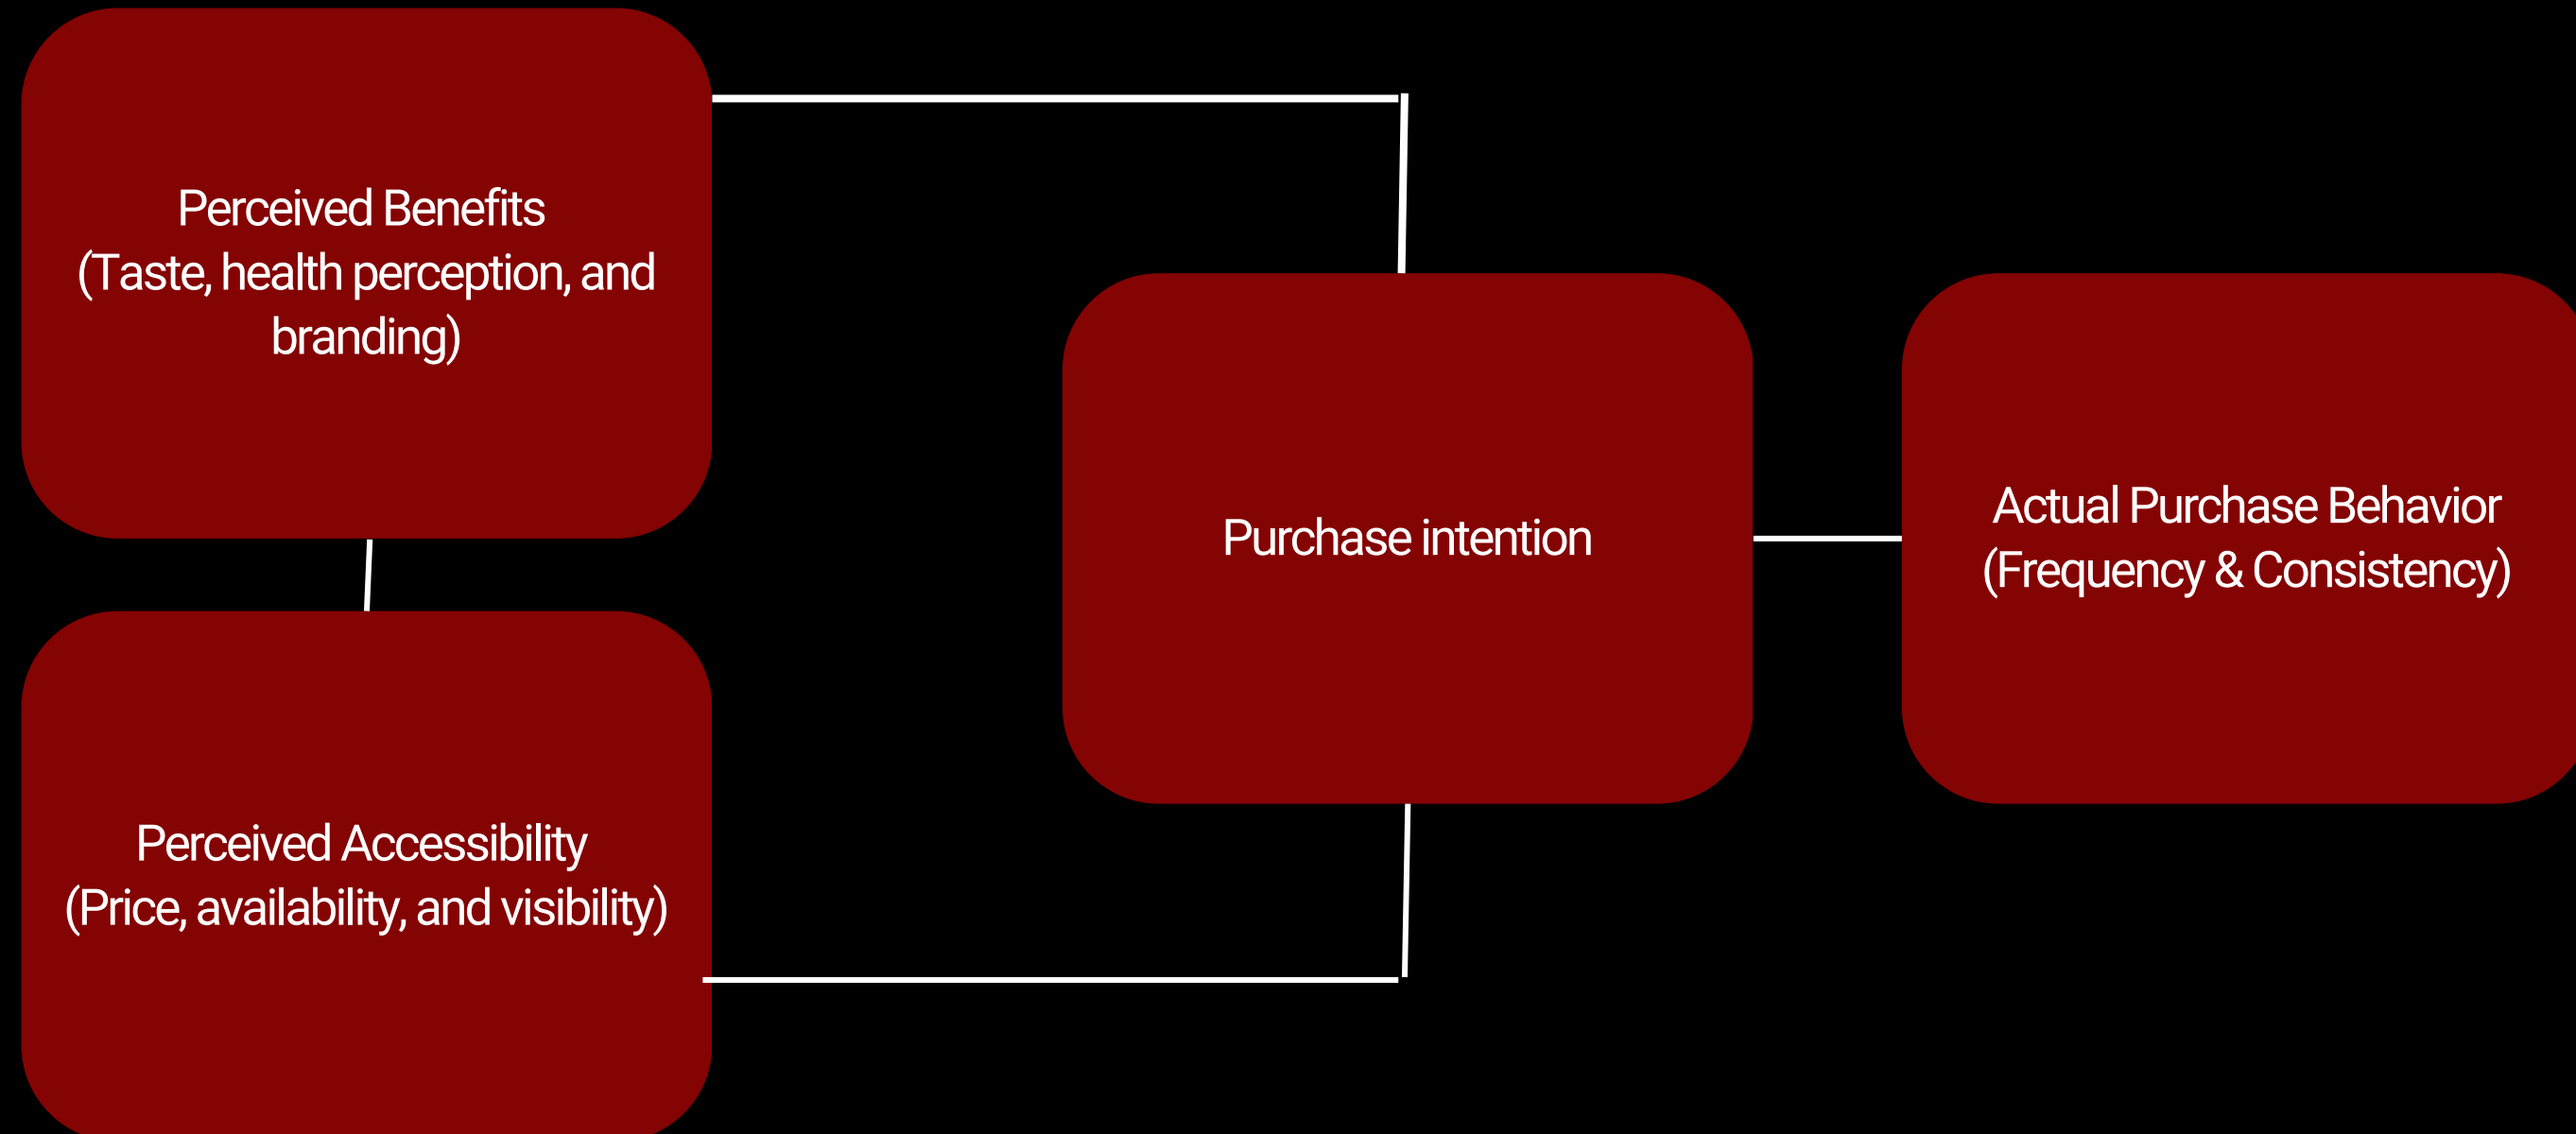 Perceived Benefits
(Taste, health perception, and
branding)
Perceived Accessibility
(Price, availability, and visibility)
Purchase intention
Actual Purchase Behavior
(Frequency & Consistency)